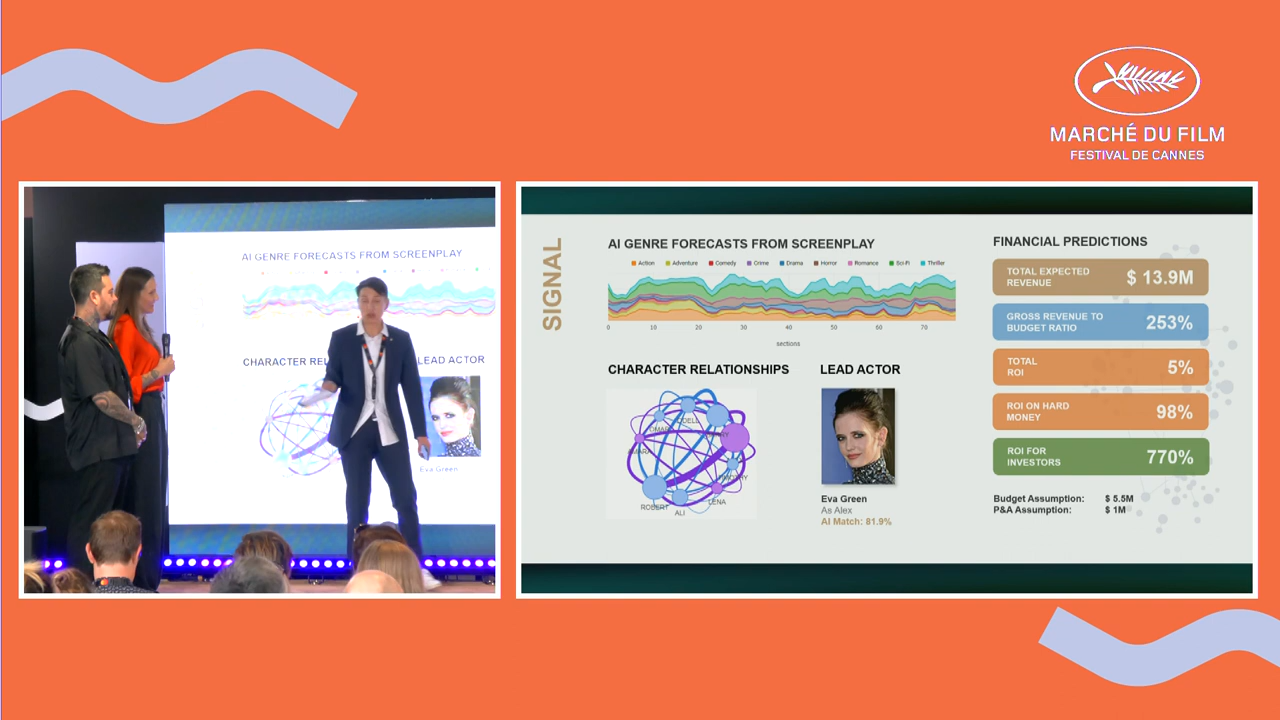 MARCHÉ DU FILM
FESTIVAL DE CANNES
AI GENRE FORECASTS FROM SCREENPLAY
CHARACTER REL
LEAD ACTOR
Eva Green
SIGNAL
AI GENRE FORECASTS FROM SCREENPLAY
Action Adventure Comedy Crime Drama Horror Romance Sci-Fi Thriller
0 10 20 30 40 50 60 70
sections
CHARACTER RELATIONSHIPS
ODELL
OMAR
ROBERT
ALI
LENA
LEAD ACTOR
Eva Green
As Alex
AI Match: 81.9%
FINANCIAL PREDICTIONS
TOTAL EXPECTED
REVENUE
$ 13.9M
GROSS REVENUE TO
BUDGET RATIO
253%
TOTAL
ROI
5%
ROI ON HARD
MONEY
98%
ROI FOR
INVESTORS
770%
Budget Assumption: $ 5.5M
P&A Assumption: $ 1M